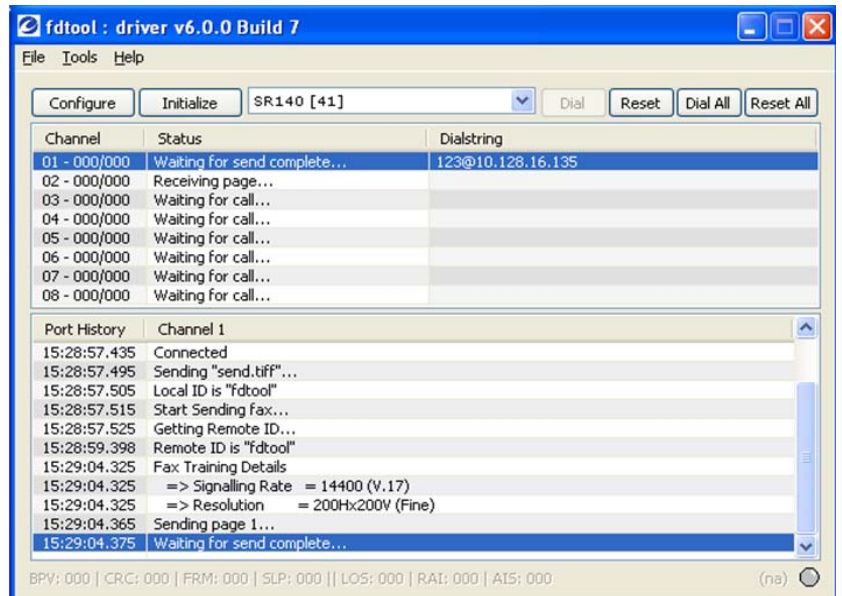 fdtool : driver v6.0.0 Build 7
File Tools Help
Configure Initialize SR140 [41] Dial Reset Dial All Reset All
Channel Status Dialstring
01 - 000/000 Waiting for send complete... 123@10.128.16.135
02 - 000/000 Receiving page...
03 - 000/000 Waiting for call...
04 - 000/000 Waiting for call...
05 - 000/000 Waiting for call...
06 - 000/000 Waiting for call...
07 - 000/000 Waiting for call...
08 - 000/000 Waiting for call...
Port History Channel 1
15:28:57.435 Connected
15:28:57.495 Sending "send.tiff"...
15:28:57.505 Local ID is "fdtool"
15:28:57.515 Start Sending fax...
15:28:57.525 Getting Remote ID...
15:28:59.398 Remote ID is "fdtool"
15:29:04.325 Fax Training Details
15:29:04.325 => Signalling Rate = 14400 (V.17)
15:29:04.325 => Resolution = 200Hx200V (Fine)
15:29:04.365 Sending page 1...
15:29:04.375 Waiting for send complete...
BPV: 000 | CRC: 000 | FRM: 000 | SLP: 000 || LOS: 000 | RAI: 000 | AIS: 000 (na)